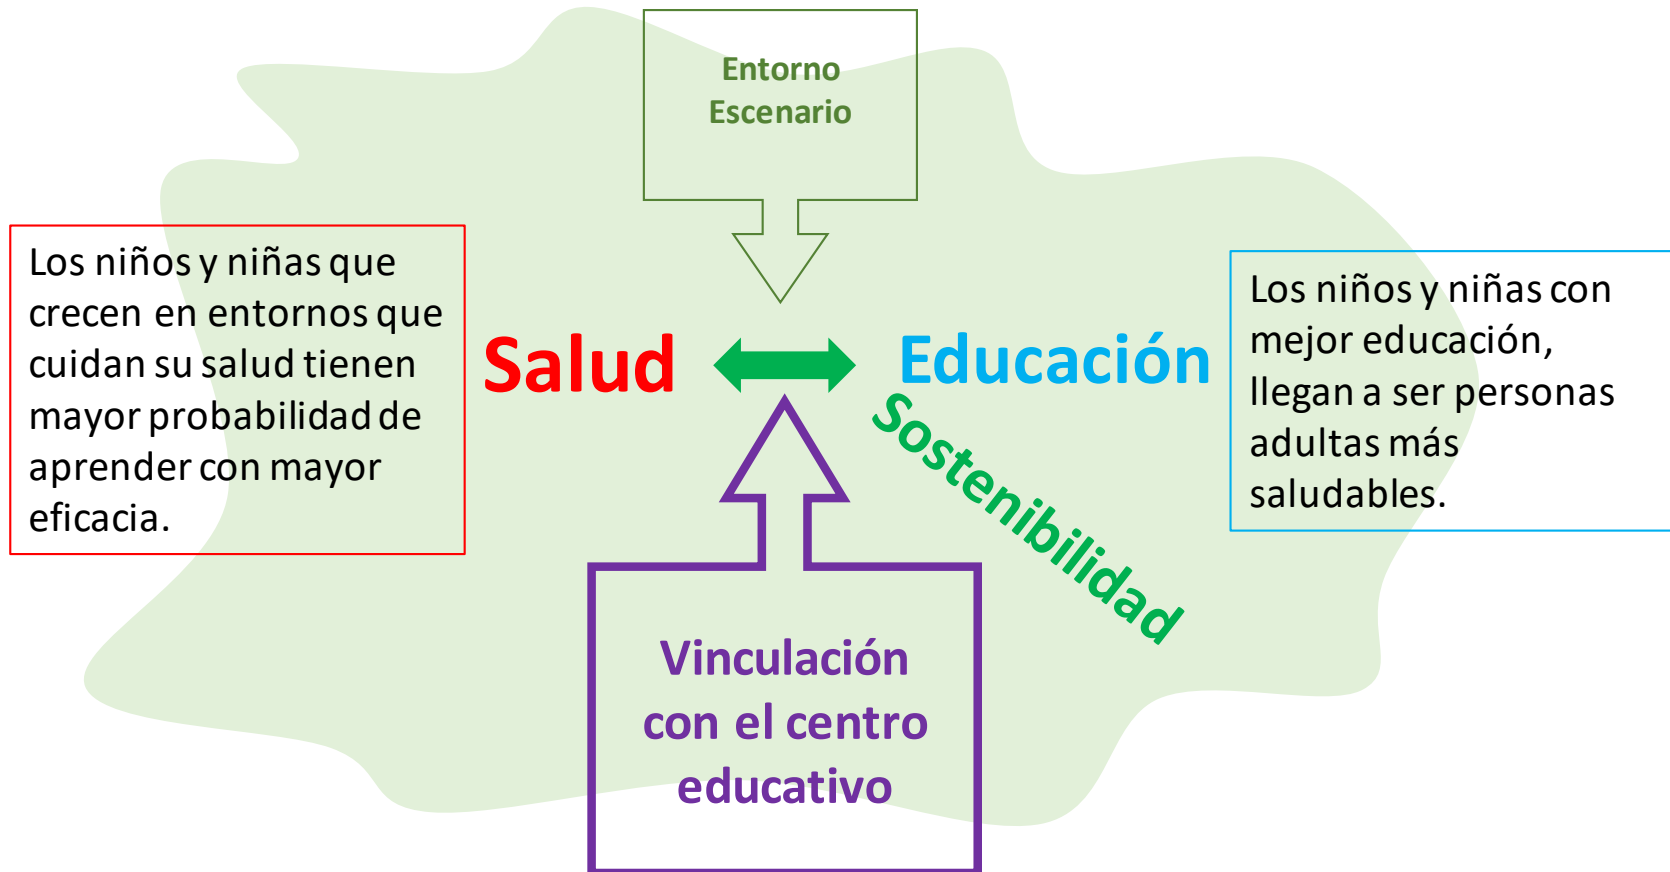 Entorno
Escenario
Los niños y niñas que
crecen en entornos que
cuidan su salud tienen
mayor probabilidad de
aprender con mayor
eficacia.
Salud
Educación
Sostenibilidad
Los niños y niñas con
mejor educación,
llegan a ser personas
adultas más
saludables.
Vinculación
con el centro
educativo